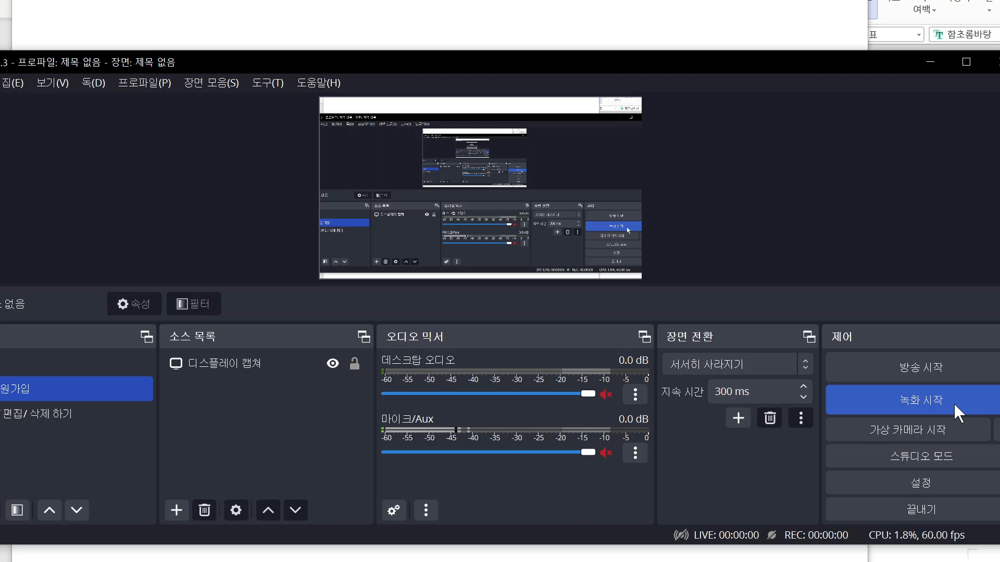 여백
표
함초롬바탕
.3 - 프로파일: 제목 없음 - 장면: 제목 없음
집(E) 보기(V) 독(D) 프로파일(P) 장면 모음(S) 도구(T) 도움말(H)
없음 속성 필터
소스 목록
오디오 믹서
장면 전환
제어
디스플레이 캡쳐
데스크탑 오디오 0.0 dB
-60 -55 -50 -45 -40 -35 -30 -25 -20 -15 -10 -5 0
마이크/Aux 0.0 dB
-60 -55 -50 -45 -40 -35 -30 -25 -20 -15 -10 -5 0
서서히 사라지기
지속 시간 300 ms
방송 시작
녹화 시작
가상 카메라 시작
스튜디오 모드
설정
끝내기
원가입
편집/ 삭제 하기
LIVE: 00:00:00 REC: 00:00:00 CPU: 1.8%, 60.00 fps